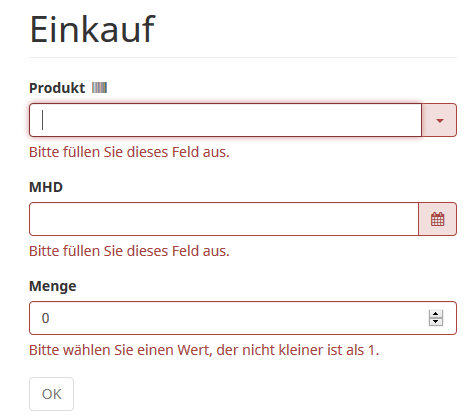 Einkauf
Produkt
Bitte füllen Sie dieses Feld aus.
MHD
Bitte füllen Sie dieses Feld aus.
Menge
0
Bitte wählen Sie einen Wert, der nicht kleiner ist als 1.
OK